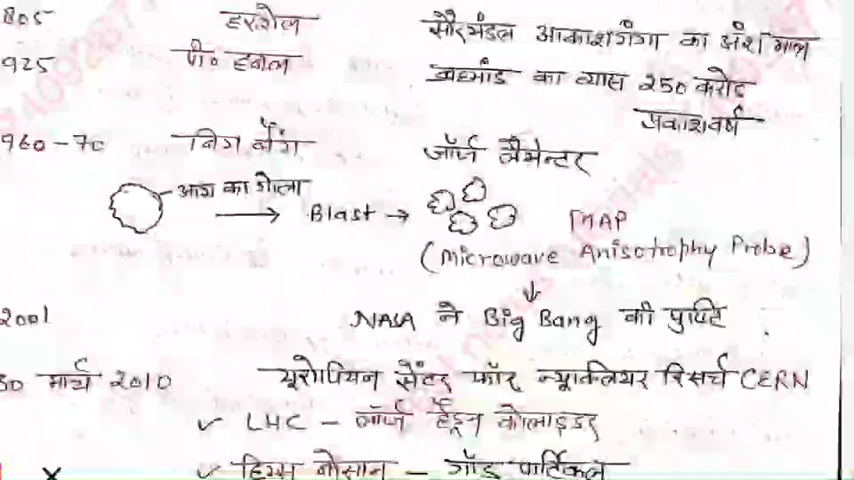 805 हरशेल सौरमंडल आकाशगंगा का अंश मात्र
925 पी० हबल ब्रह्मांड का व्यास 250 करोड़
प्रकाशवर्ष
960-70 बिग बैंग जॉर्ज लैमेन्टर
आग का गोला → Blast → MAP
(Microwave Anisotrophy Probe)
↓
2001 NASA ने Big Bang की पुष्टि
30 मार्च 2010 यूरोपियन सेंटर फॉर न्यूक्लियर रिसर्च CERN
✓ LHC - लॉर्ज हेड्रन कोलाइडर
✓ हिग्स बोसान - गॉड पार्टिकल
x